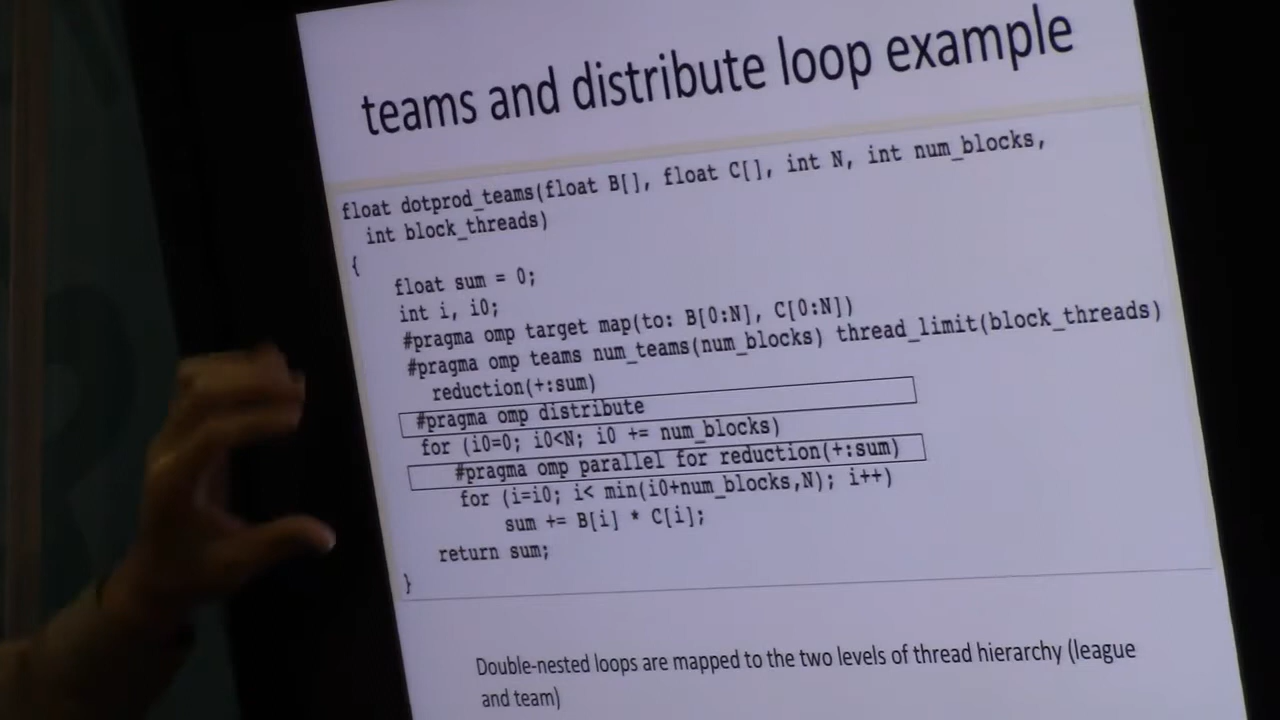 teams and distribute loop example
float dotprod_teams(float B[], float C[], int N, int num_blocks,
int block_threads)
{
float sum = 0;
int i, i0;
#pragma omp target map(to: B[0:N], C[0:N])
#pragma omp teams num_teams(num_blocks) thread_limit(block_threads)
reduction(+:sum)
#pragma omp distribute
for (i0=0; i0<N; i0 += num_blocks)
#pragma omp parallel for reduction(+:sum)
for (i=i0; i< min(i0+num_blocks,N); i++)
sum += B[i] * C[i];
return sum;
}
Double-nested loops are mapped to the two levels of thread hierarchy (league
and team)